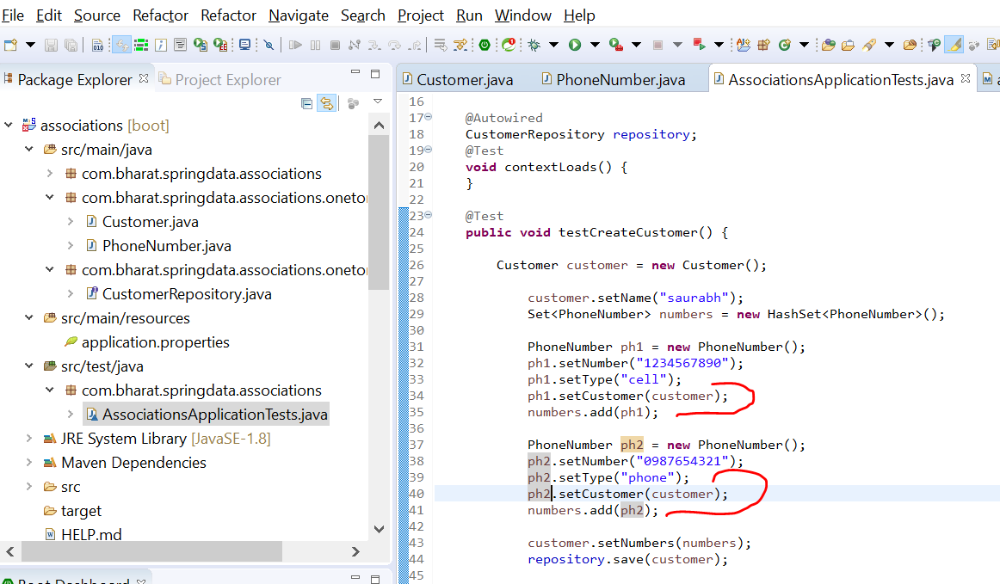 File Edit Source Refactor Refactor Navigate Search Project Run Window Help
Package Explorer Project Explorer
associations [boot]
src/main/java
com.bharat.springdata.associations
com.bharat.springdata.associations.oneto
Customer.java
PhoneNumber.java
com.bharat.springdata.associations.oneto
CustomerRepository.java
src/main/resources
application.properties
src/test/java
com.bharat.springdata.associations
AssociationsApplicationTests.java
JRE System Library [JavaSE-1.8]
Maven Dependencies
src
target
HELP.md
Boot Dashboard
Customer.java PhoneNumber.java AssociationsApplicationTests.java
16
17 @Autowired
18 CustomerRepository repository;
19 @Test
20 void contextLoads() {
21 }
22
23 @Test
24 public void testCreateCustomer() {
25
26 Customer customer = new Customer();
27
28 customer.setName("saurabh");
29 Set<PhoneNumber> numbers = new HashSet<PhoneNumber>();
30
31 PhoneNumber ph1 = new PhoneNumber();
32 ph1.setNumber("1234567890");
33 ph1.setType("cell");
34 ph1.setCustomer(customer);
35 numbers.add(ph1);
36
37 PhoneNumber ph2 = new PhoneNumber();
38 ph2.setNumber("0987654321");
39 ph2.setType("phone");
40 ph2.setCustomer(customer);
41 numbers.add(ph2);
42
43 customer.setNumbers(numbers);
44 repository.save(customer);
45